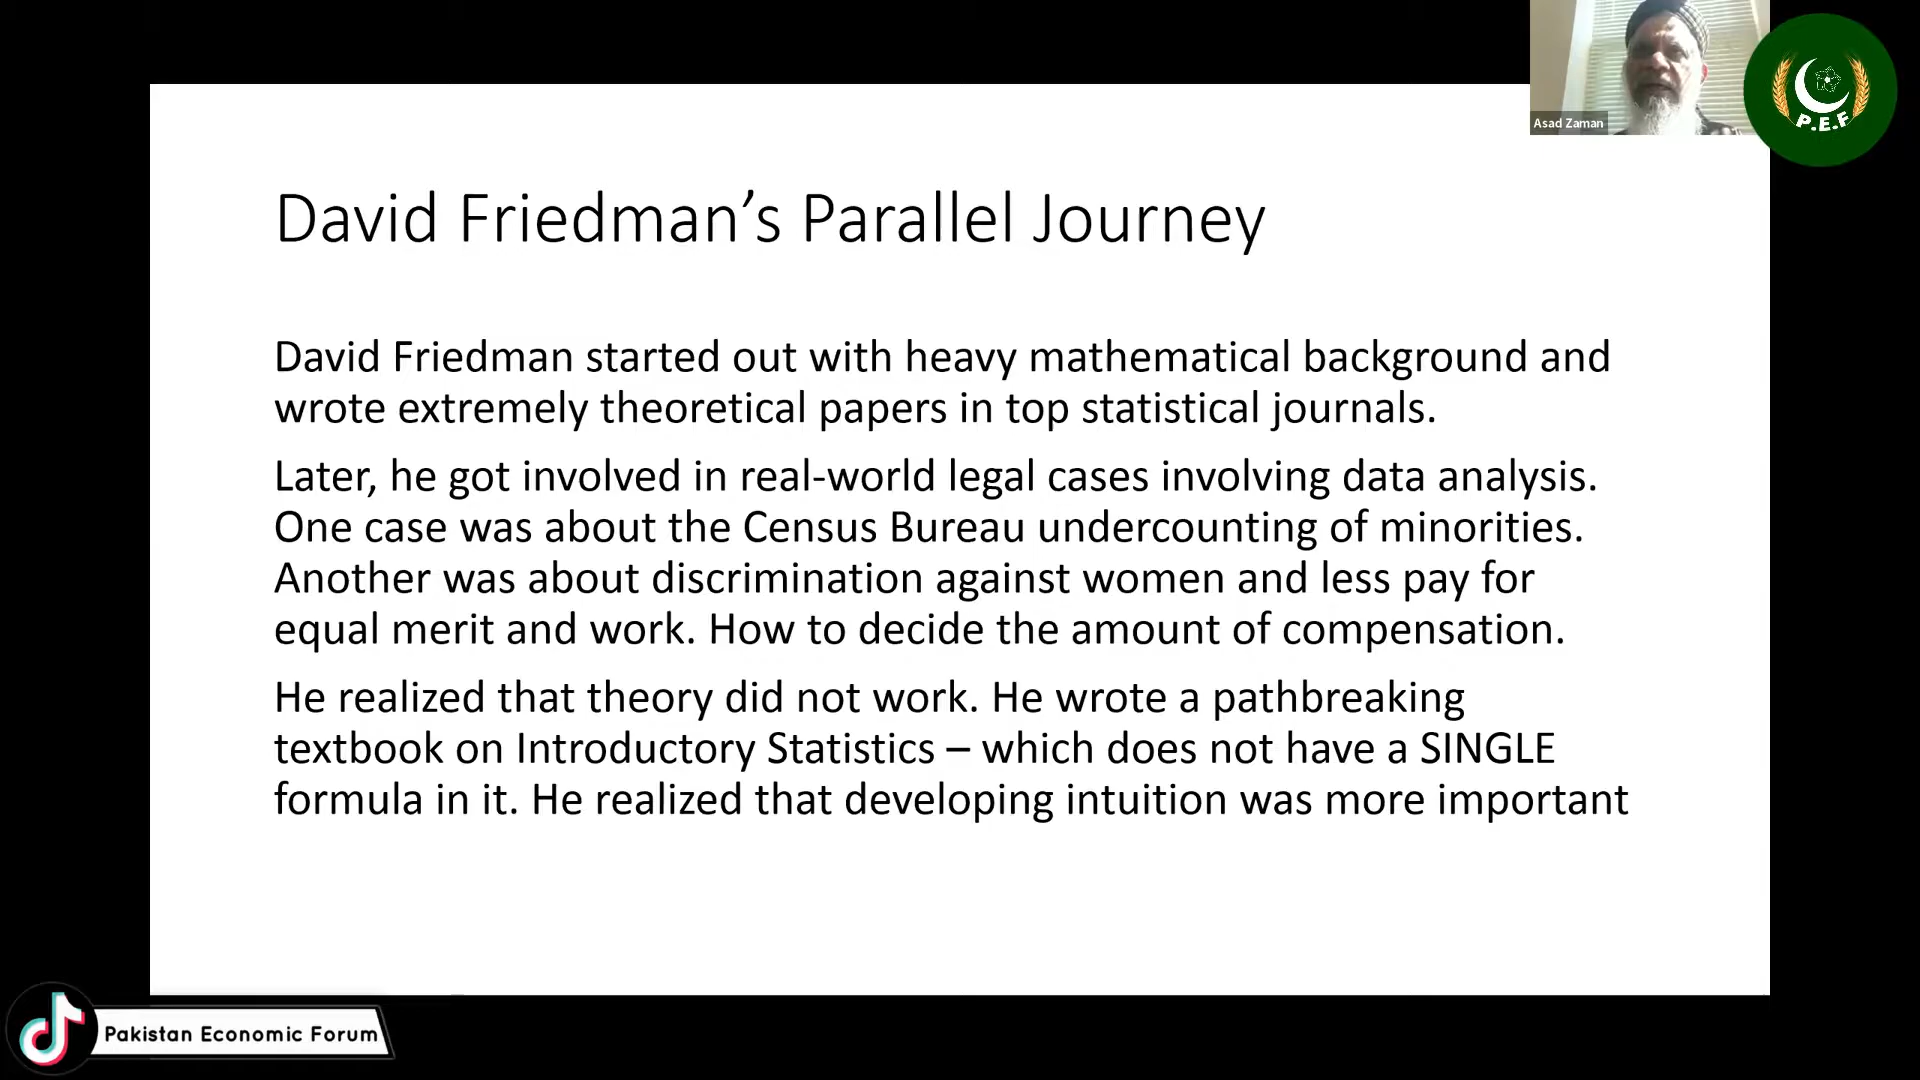 Asad Zaman
P.E.F
David Friedman’s Parallel Journey
David Friedman started out with heavy mathematical background and
wrote extremely theoretical papers in top statistical journals.
Later, he got involved in real-world legal cases involving data analysis.
One case was about the Census Bureau undercounting of minorities.
Another was about discrimination against women and less pay for
equal merit and work. How to decide the amount of compensation.
He realized that theory did not work. He wrote a pathbreaking
textbook on Introductory Statistics – which does not have a SINGLE
formula in it. He realized that developing intuition was more important
Pakistan Economic Forum